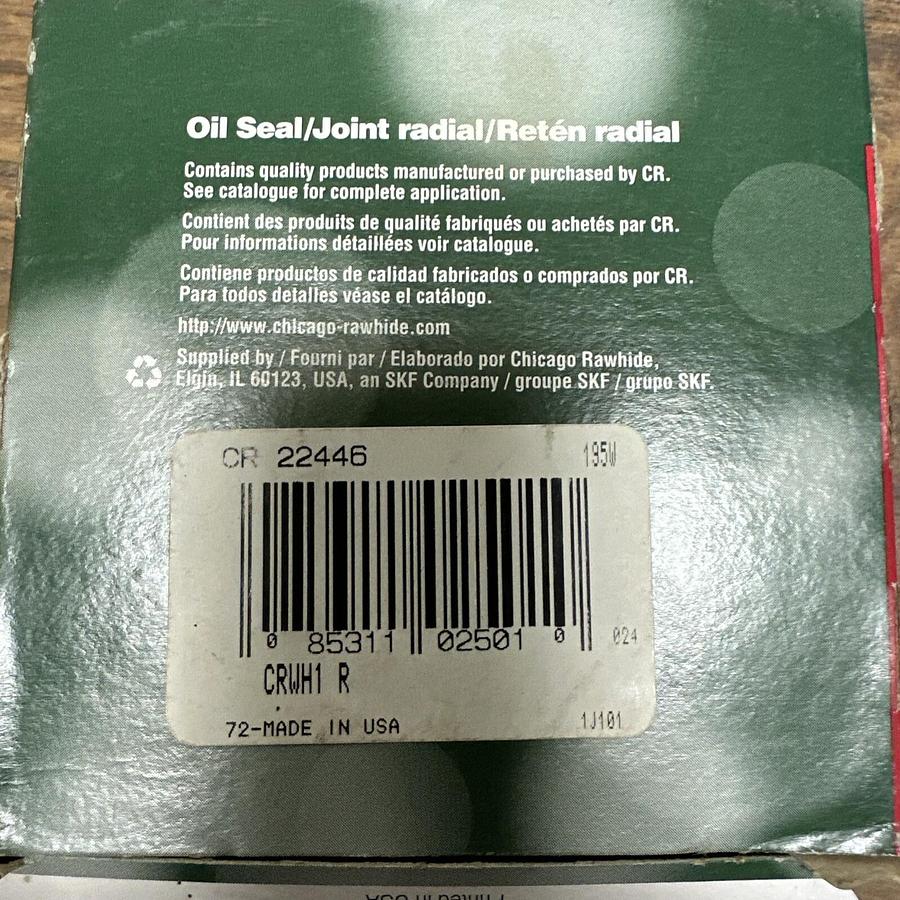 Oil Seal/Joint radial/Retén radial
Contains quality products manufactured or purchased by CR.
See catalogue for complete application.
Contient des produits de qualité fabriqués ou achetés par CR.
Pour informations détaillées voir catalogue.
Contiene productos de calidad fabricados o comprados por CR.
Para todos detalles véase el catálogo.
http://www.chicago-rawhide.com
Supplied by / Fourni par / Elaborado por Chicago Rawhide,
Elgin, IL 60123, USA, an SKF Company / groupe SKF / grupo SKF.
CR 22446 195W
0 85311 02501 0 024
CRWH1 R
72-MADE IN USA 1J101
Printed in USA